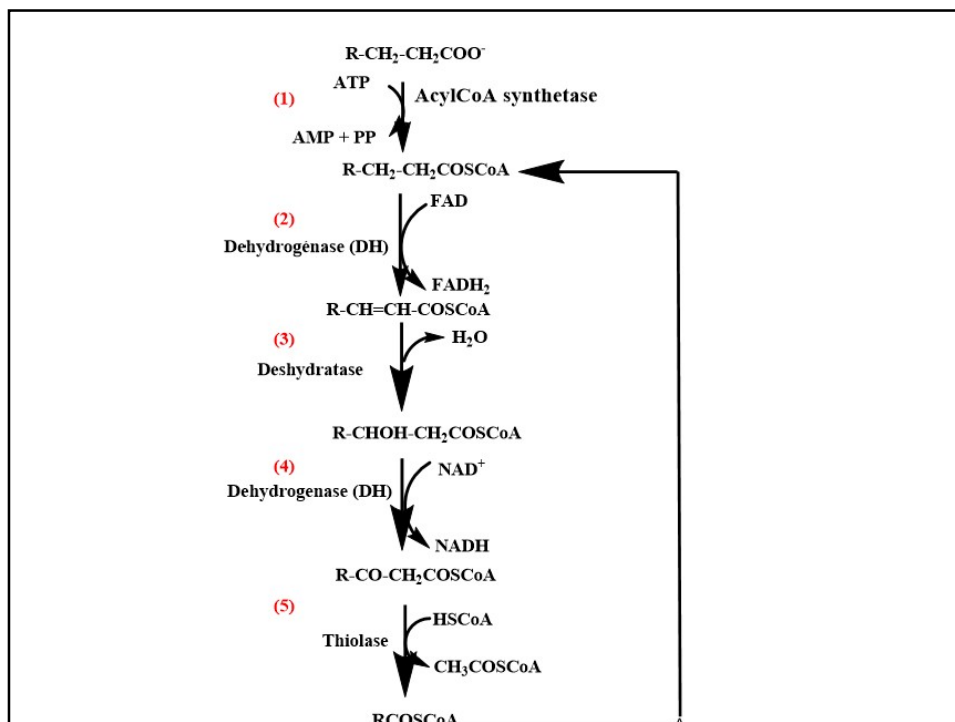 R-CH₂-CH₂COO⁻
ATP
(1)
AcylCoA synthetase
AMP + PP
R-CH₂-CH₂COSCoA
FAD
(2)
Dehydrogénase (DH)
FADH₂
R-CH=CH-COSCoA
(3)
H₂O
Deshydratase
R-CHOH-CH₂COSCoA
(4)
NAD⁺
Dehydrogenase (DH)
NADH
R-CO-CH₂COSCoA
(5)
HSCoA
Thiolase
CH₃COSCoA
RCOSCoA